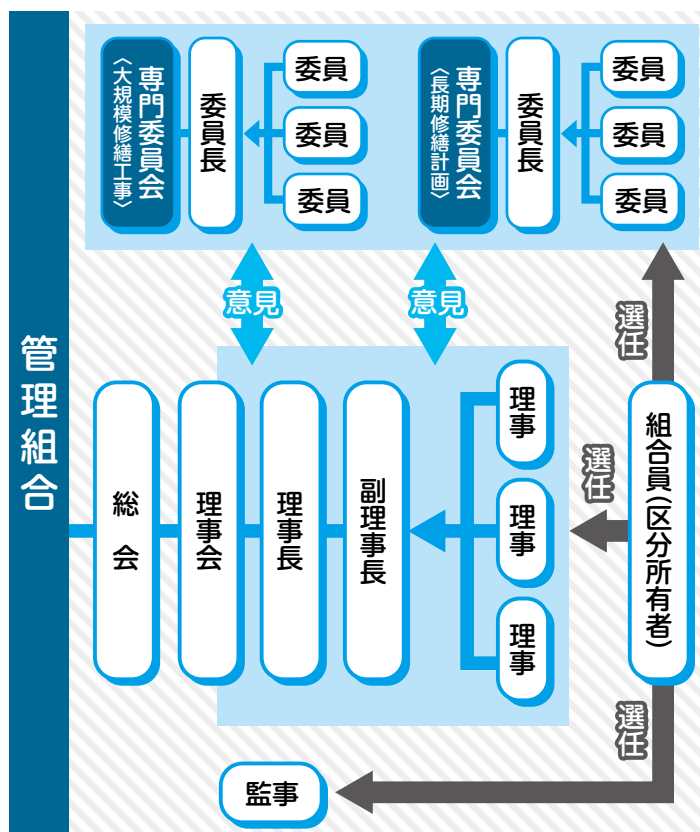 管理組合
専門委員会
〈大規模修繕工事〉
委員長
委員
委員
委員
専門委員会
〈長期修繕計画〉
委員長
委員
委員
委員
意見
意見
選任
総会
理事会
理事長
副理事長
理事
理事
理事
選任
組合員(区分所有者)
選任
監事